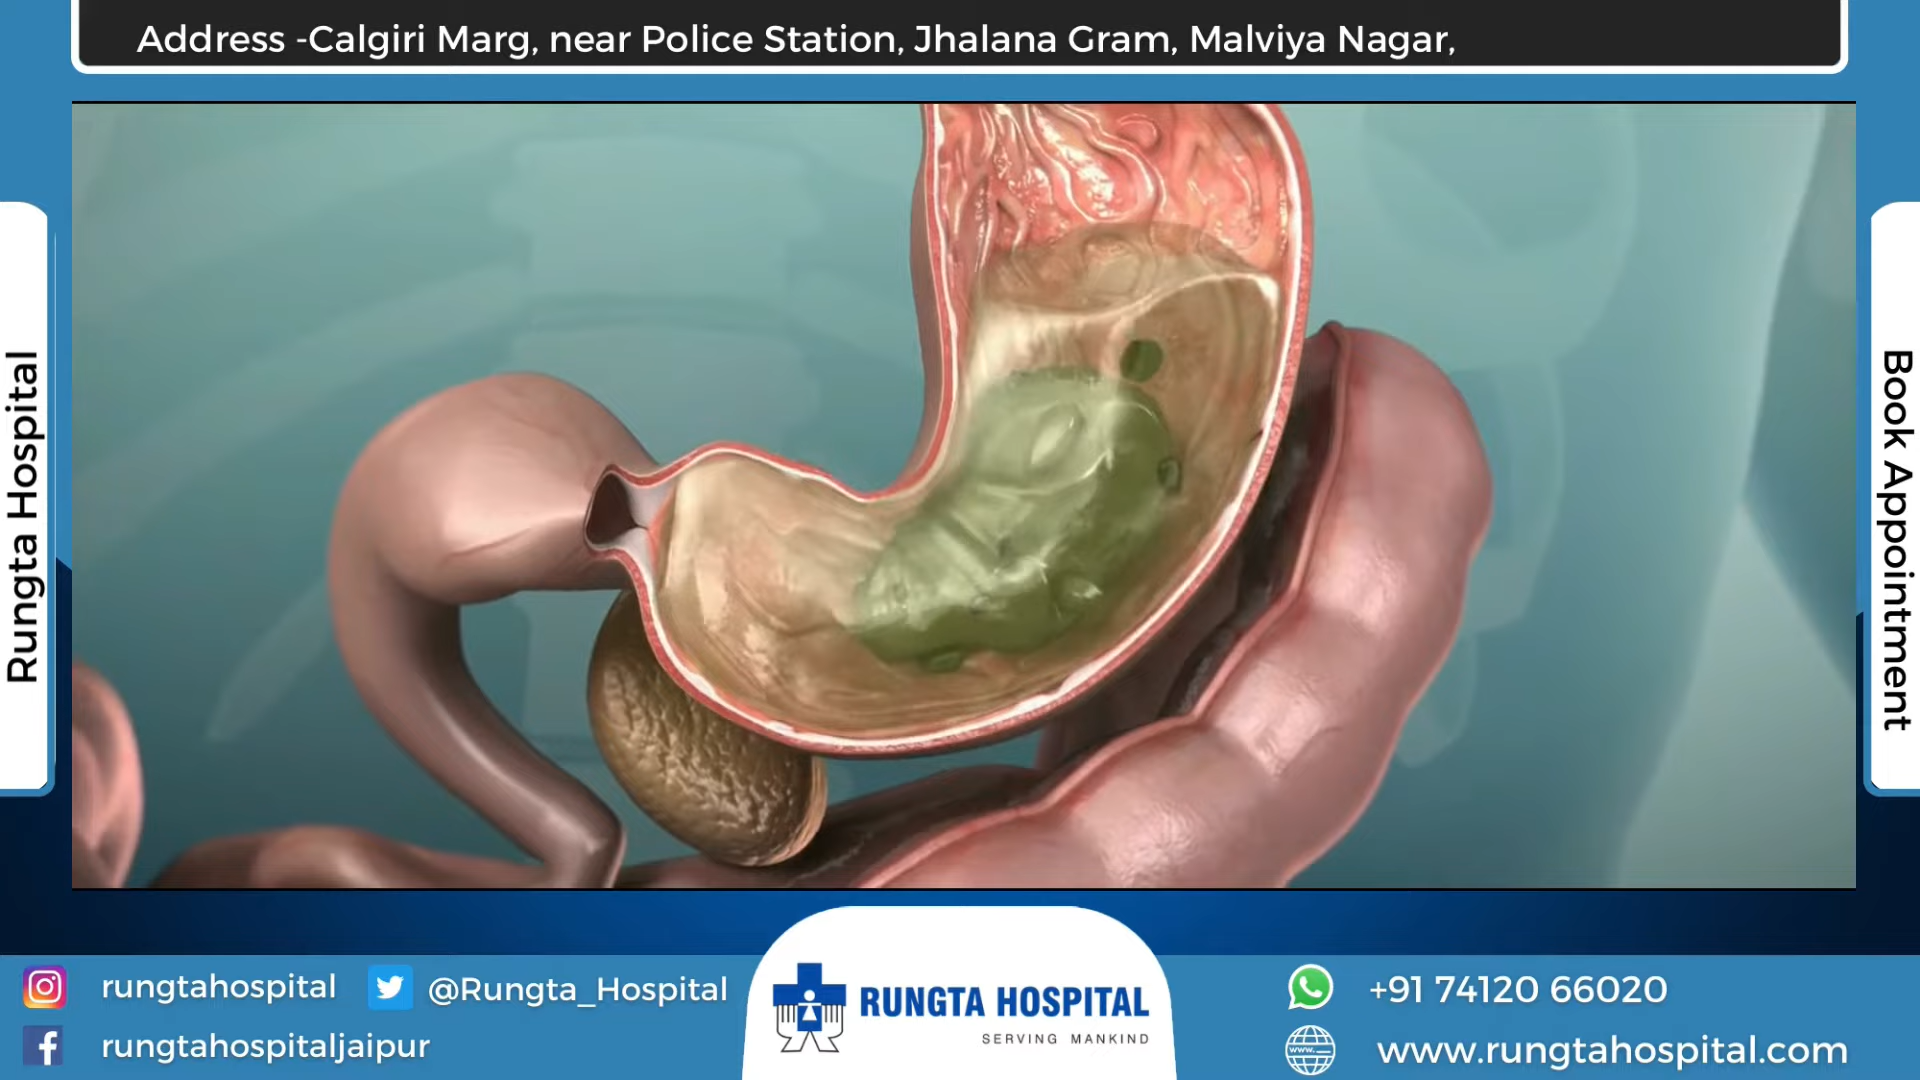 Address -Calgiri Marg, near Police Station, Jhalana Gram, Malviya Nagar,
Rungta Hospital
Book Appointment
rungtahospital
@Rungta_Hospital
rungtahospitaljaipur
RUNGTA HOSPITAL
SERVING MANKIND
+91 74120 66020
www.rungtahospital.com